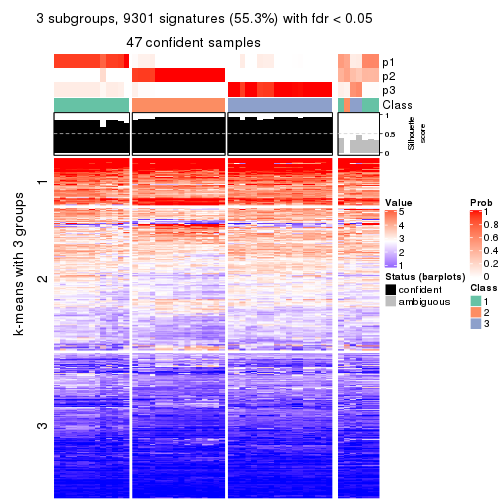 3 subgroups, 9301 signatures (55.3%) with fdr < 0.05
47 confident samples
p1
p2
p3
Class
1
0.5
0
Silhouette
score
k-means with 3 groups
1
2
3
Value
5
4
3
2
1
Status (barplots)
confident
ambiguous
Prob
1
0.8
0.6
0.4
0.2
0
Class
1
2
3